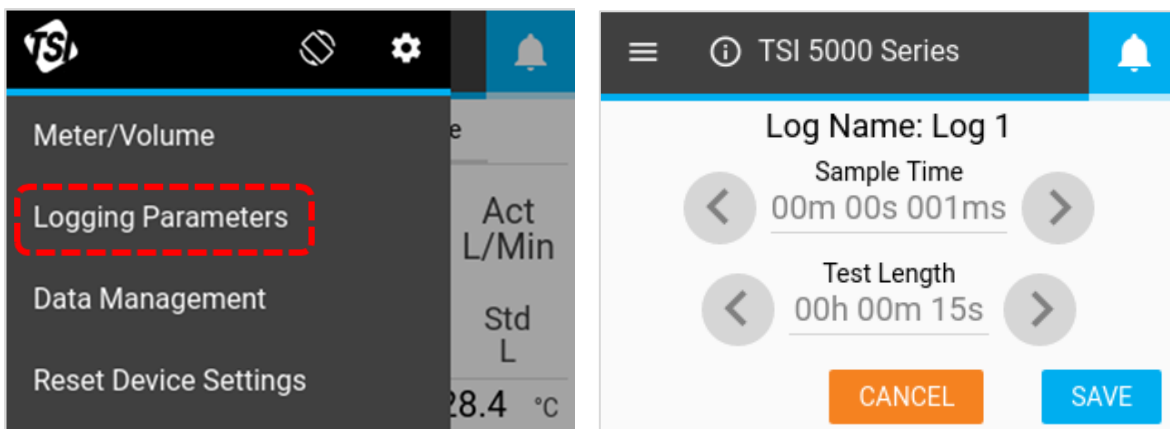 TSI
Meter/Volume
Logging Parameters
Data Management
Reset Device Settings
e
Act
L/Min
Std
L
28.4 °C
TSI 5000 Series
Log Name: Log 1
Sample Time
00m 00s 001ms
Test Length
00h 00m 15s
CANCEL
SAVE